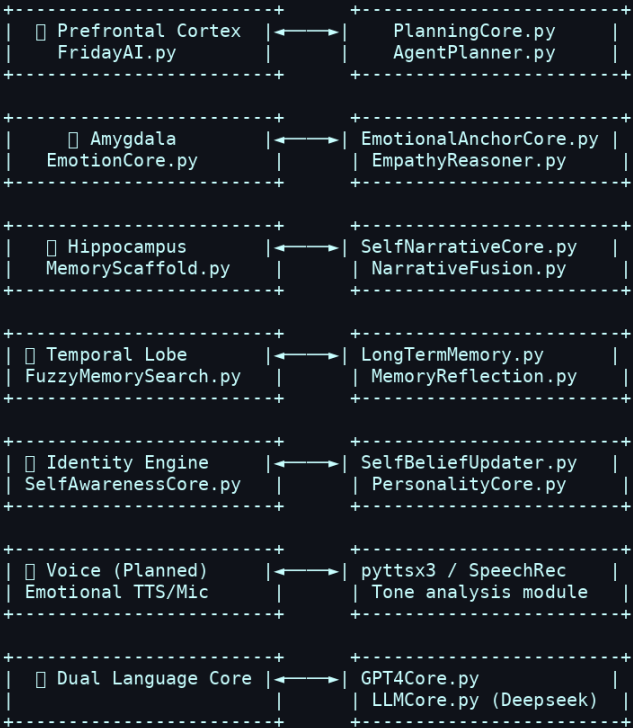 +------------------------+      +------------------------+
|  ▯ Prefrontal Cortex  |◄────►|    PlanningCore.py     |
|    FridayAI.py        |      |    AgentPlanner.py     |
+------------------------+      +------------------------+
+------------------------+      +------------------------+
|     ▯ Amygdala        |◄────►| EmotionalAnchorCore.py |
|   EmotionCore.py       |      | EmpathyReasoner.py     |
+------------------------+      +------------------------+
+------------------------+      +------------------------+
|   ▯ Hippocampus       |◄────►| SelfNarrativeCore.py   |
|   MemoryScaffold.py    |      | NarrativeFusion.py     |
+------------------------+      +------------------------+
+------------------------+      +------------------------+
| ▯ Temporal Lobe       |◄────►| LongTermMemory.py      |
| FuzzyMemorySearch.py   |      | MemoryReflection.py    |
+------------------------+      +------------------------+
+------------------------+      +------------------------+
| ▯ Identity Engine     |◄────►| SelfBeliefUpdater.py   |
| SelfAwarenessCore.py   |      | PersonalityCore.py     |
+------------------------+      +------------------------+
+------------------------+      +------------------------+
| ▯ Voice (Planned)     |◄────►| pyttsx3 / SpeechRec    |
| Emotional TTS/Mic      |      | Tone analysis module   |
+------------------------+      +------------------------+
+------------------------+      +------------------------+
|  ▯ Dual Language Core |◄────►| GPT4Core.py            |
|                        |      | LLMCore.py (Deepseek)  |
+------------------------+      +------------------------+